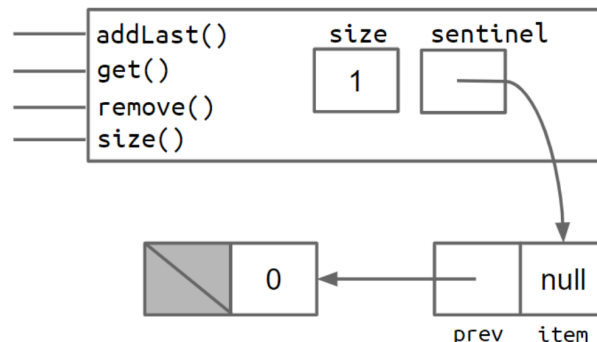 addLast()
size sentinel
get()
1
remove()
size()
0
null
prev item